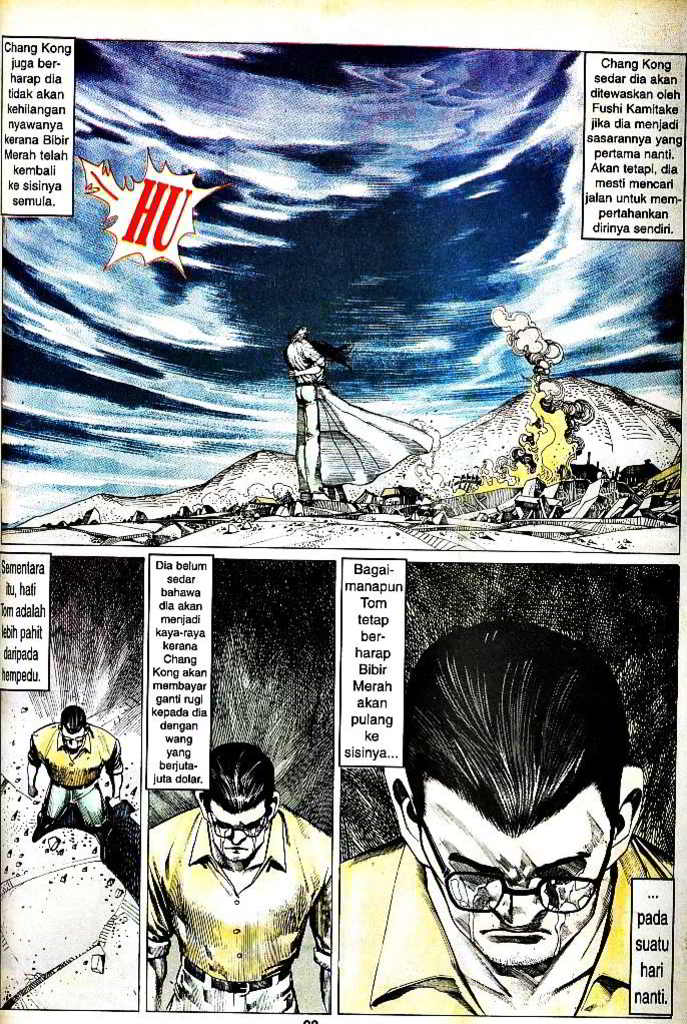 Chang Kong
juga ber-
harap dia
tidak akan
kehilangan
nyawanya
kerana Bibir
Merah telah
kembali
ke sisinya
semula.
HU
Chang Kong
sedar dia akan
ditewaskan oleh
Fushi Kamitake
jika dia menjadi
sasarannya yang
pertama nanti.
Akan tetapi, dia
mesti mencari
jalan untuk mem-
pertahankan
dirinya sendiri.
Sementara
itu, hati
Tom adalah
lebih pahit
daripada
hempedu.
Dia belum
sedar
bahawa
dia akan
menjadi
kaya-raya
kerana
Chang
Kong akan
membayar
ganti rugi
kepada dia
dengan
wang
yang
berjuta-
juta dolar.
Bagai-
manapun
Tom
tetap
ber-
harap
Bibir
Merah
akan
pulang
ke
sisinya...
...
pada
suatu
hari
nanti.